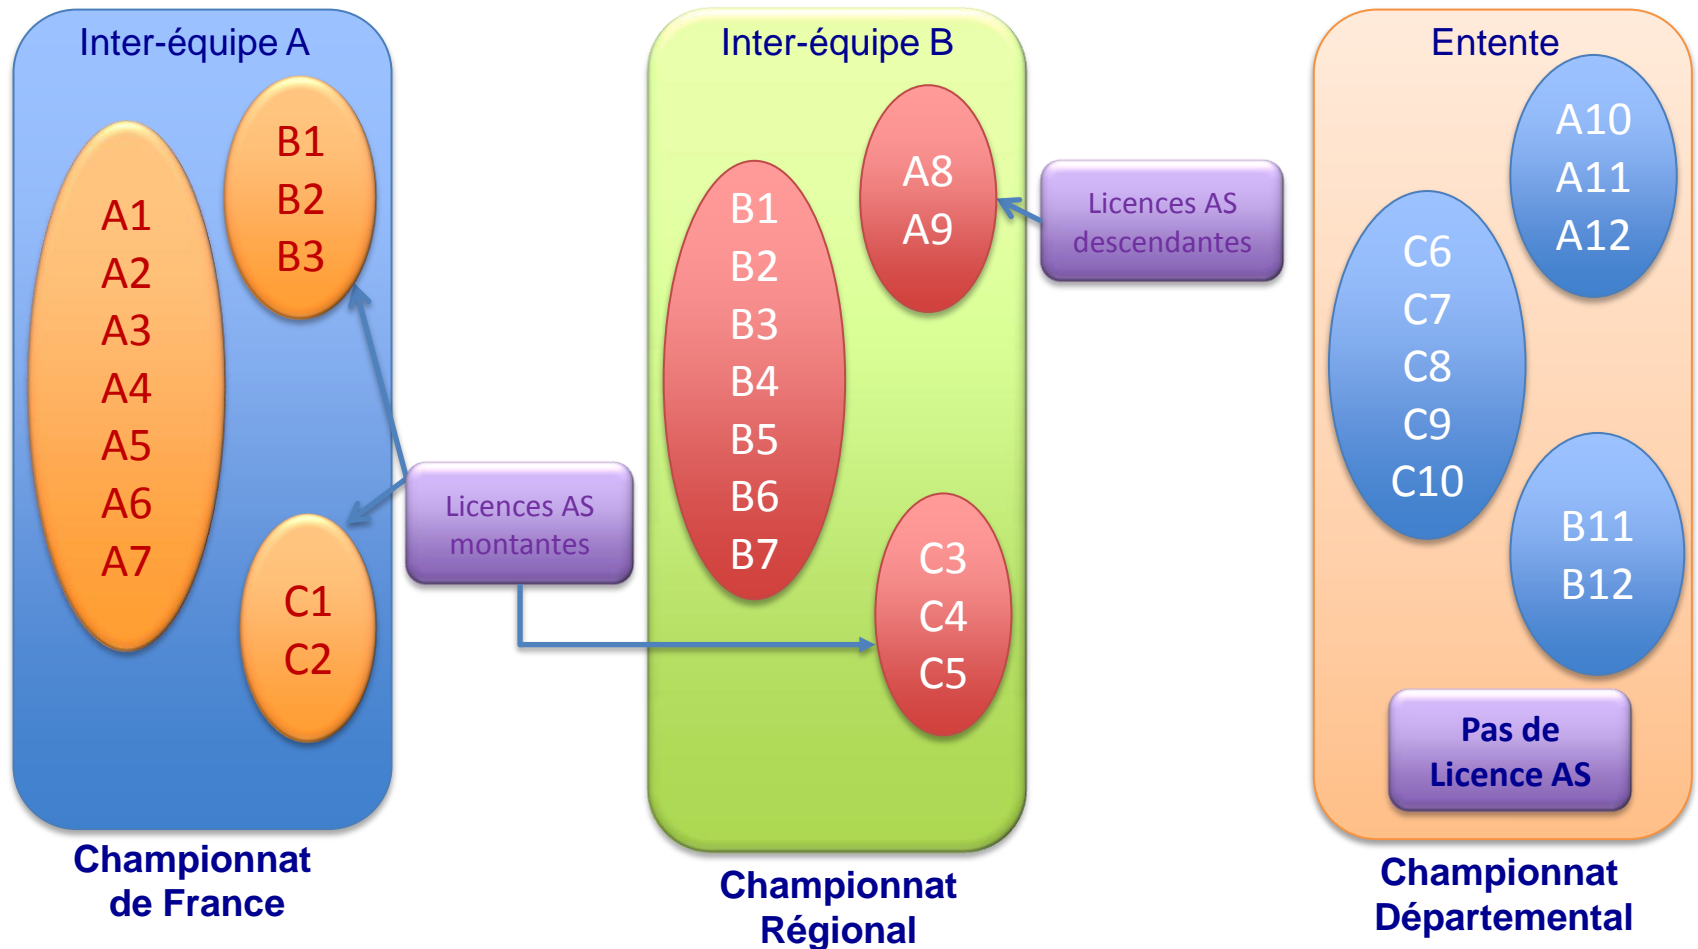 Inter-équipe A
A1
A2
A3
A4
A5
A6
A7
B1
B2
B3
C1
C2
Championnat
de France
Licences AS
montantes
Inter-équipe B
B1
B2
B3
B4
B5
B6
B7
A8
A9
C3
C4
C5
Championnat
Régional
Licences AS
descendantes
Entente
A10
A11
A12
C6
C7
C8
C9
C10
B11
B12
Pas de
Licence AS
Championnat
Départemental